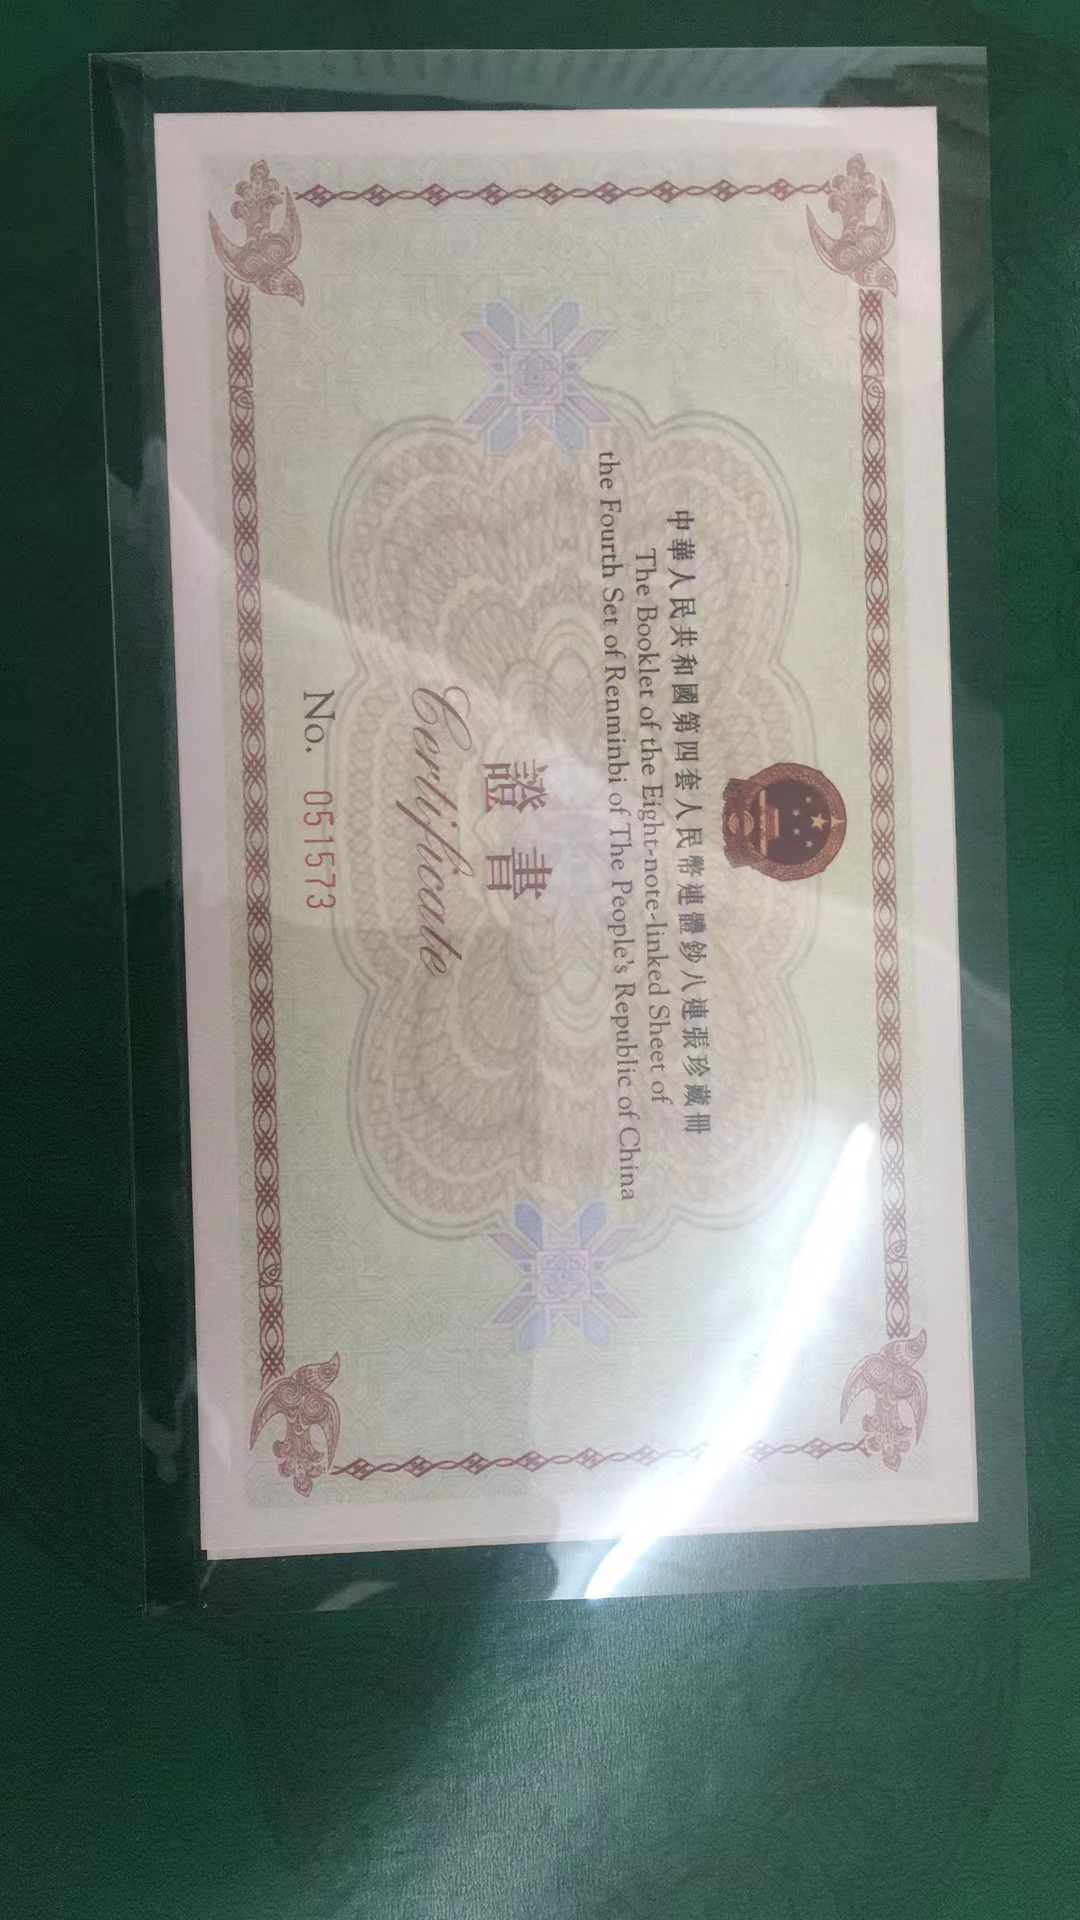 中華人民共和國第四套人民幣連體鈔八連張珍藏冊
The Booklet of the Eight-note-linked Sheet of
the Fourth Set of Renminbi of The People's Republic of China
證書
Certificate
No. 051573